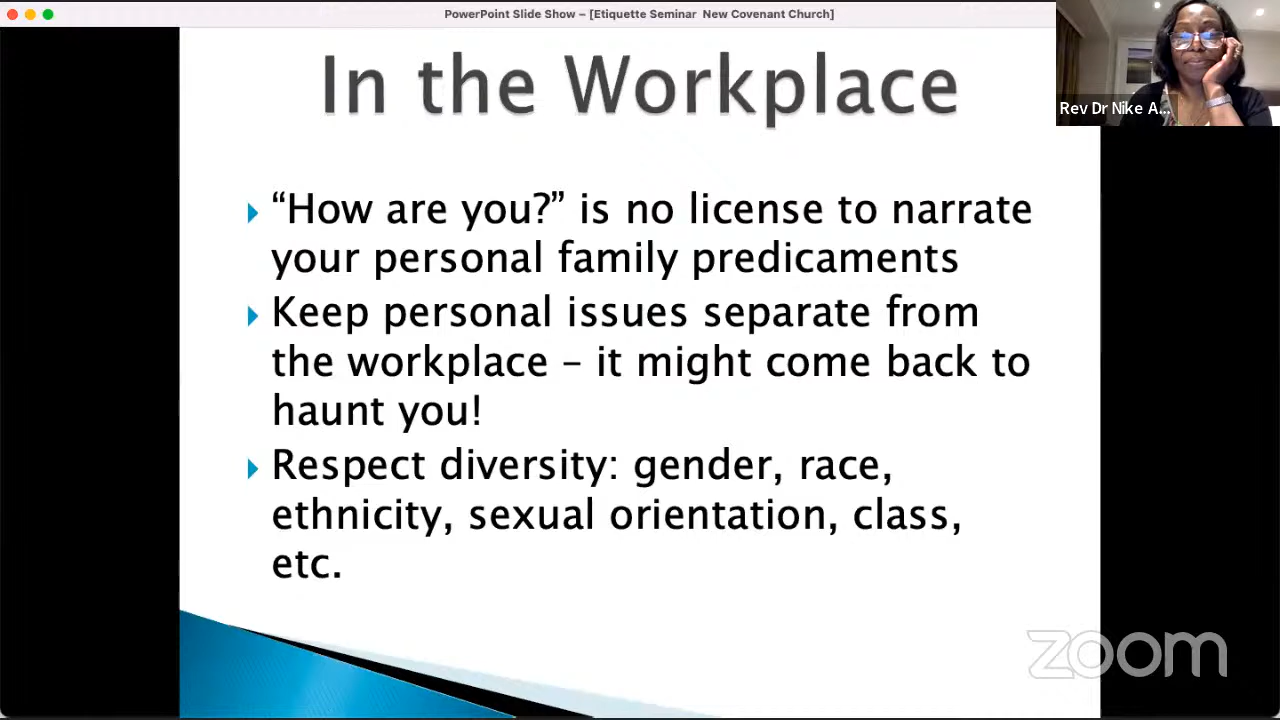 PowerPoint Slide Show – [Etiquette Seminar New Covenant Church]
In the Workplace
Rev Dr Nike A...
“How are you?” is no license to narrate
your personal family predicaments
Keep personal issues separate from
the workplace – it might come back to
haunt you!
Respect diversity: gender, race,
ethnicity, sexual orientation, class,
etc.
zoom